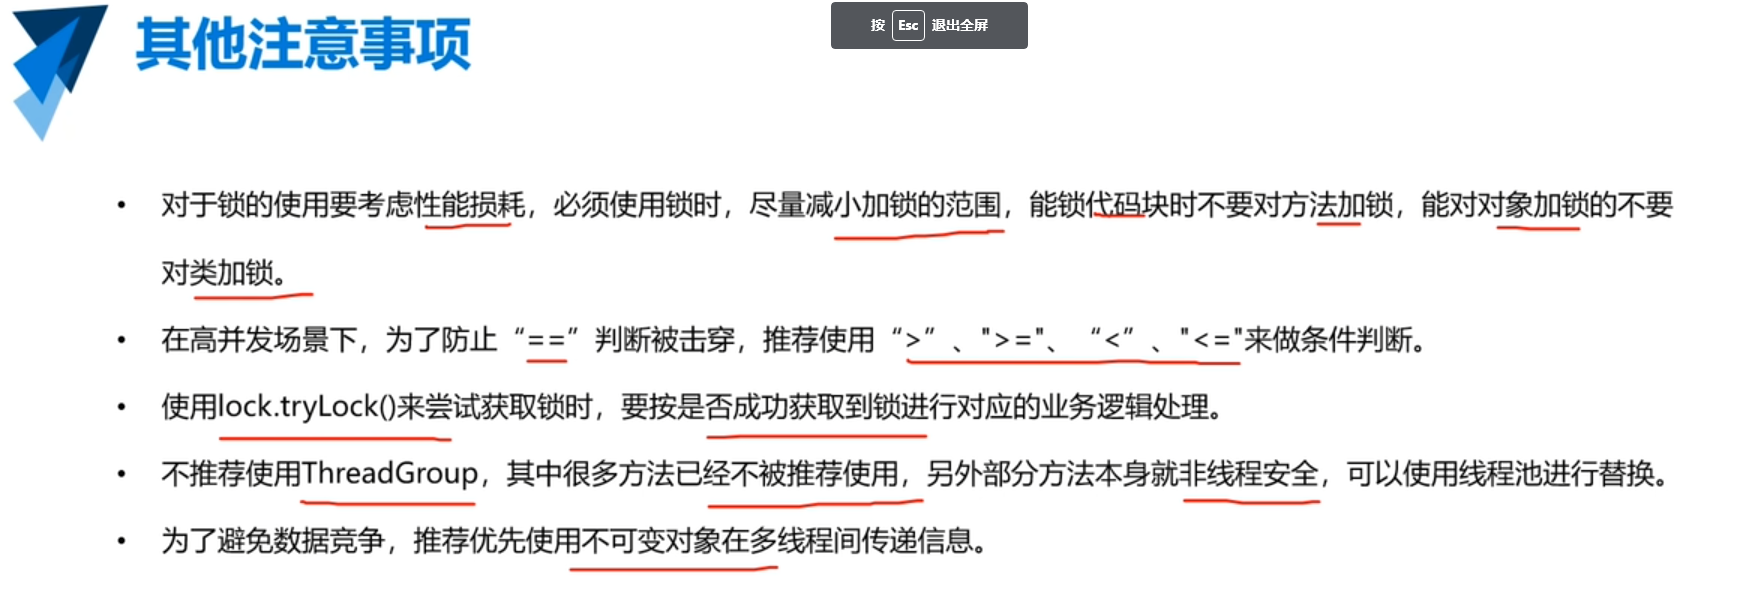 按 Esc 退出全屏
其他注意事项
• 对于锁的使用要考虑性能损耗，必须使用锁时，尽量减小加锁的范围，能锁代码块时不要对方法加锁，能对对象加锁的不要
对类加锁。
• 在高并发场景下，为了防止“==”判断被击穿，推荐使用“>”、">="、“<”、"<="来做条件判断。
• 使用lock.tryLock()来尝试获取锁时，要按是否成功获取到锁进行对应的业务逻辑处理。
• 不推荐使用ThreadGroup，其中很多方法已经不被推荐使用，另外部分方法本身就非线程安全，可以使用线程池进行替换。
• 为了避免数据竞争，推荐优先使用不可变对象在多线程间传递信息。